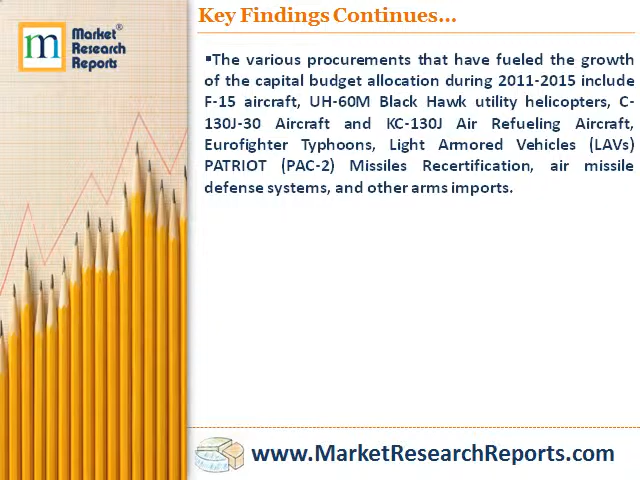 Market®
Research
Reports
m
Key Findings Continues...
▪The various procurements that have fueled the growth
of the capital budget allocation during 2011-2015 include
F-15 aircraft, UH-60M Black Hawk utility helicopters, C-
130J-30 Aircraft and KC-130J Air Refueling Aircraft,
Eurofighter Typhoons, Light Armored Vehicles (LAVs)
PATRIOT (PAC-2) Missiles Recertification, air missile
defense systems, and other arms imports.
www.MarketResearchReports.com